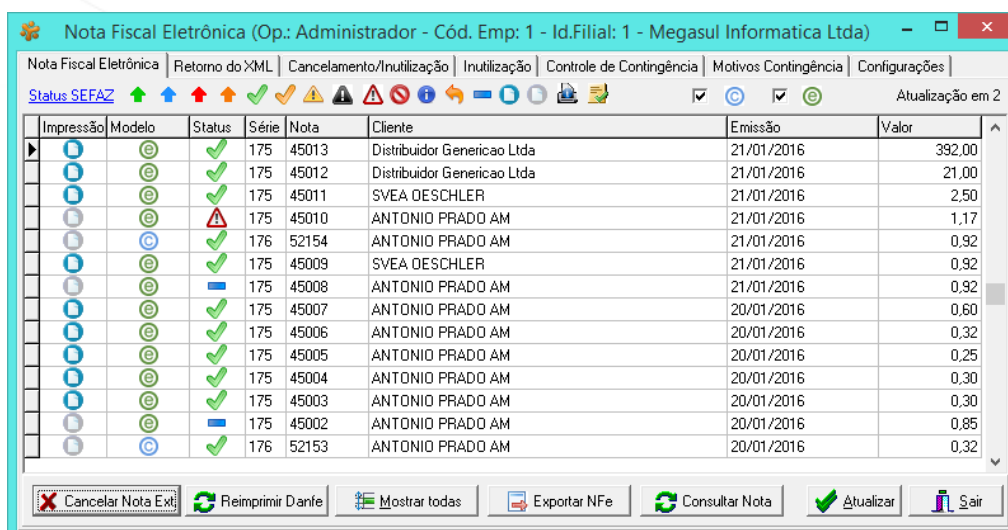 Nota Fiscal Eletrônica (Op.: Administrador - Cód. Emp: 1 - Id.Filial: 1 - Megasul Informatica Ltda)
Nota Fiscal Eletrônica Retorno do XML Cancelamento/Inutilização Inutilização Controle de Contingência Motivos Contingência Configurações
Status SEFAZ C e Atualização em 2
Impressão Modelo Status Série Nota Cliente Emissão Valor
e 175 45013 Distribuidor Genericao Ltda 21/01/2016 392,00
e 175 45012 Distribuidor Genericao Ltda 21/01/2016 21,00
e 175 45011 SVEA OESCHLER 21/01/2016 2,50
e 175 45010 ANTONIO PRADO AM 21/01/2016 1,17
C 176 52154 ANTONIO PRADO AM 21/01/2016 0,92
e 175 45009 SVEA OESCHLER 21/01/2016 0,92
e 175 45008 ANTONIO PRADO AM 21/01/2016 0,92
e 175 45007 ANTONIO PRADO AM 20/01/2016 0,60
e 175 45006 ANTONIO PRADO AM 20/01/2016 0,32
e 175 45005 ANTONIO PRADO AM 20/01/2016 0,25
e 175 45004 ANTONIO PRADO AM 20/01/2016 0,30
e 175 45003 ANTONIO PRADO AM 20/01/2016 0,30
e 175 45002 ANTONIO PRADO AM 20/01/2016 0,85
C 176 52153 ANTONIO PRADO AM 20/01/2016 0,32
Cancelar Nota Ext Reimprimir Danfe Mostrar todas Exportar NFe Consultar Nota Atualizar Sair